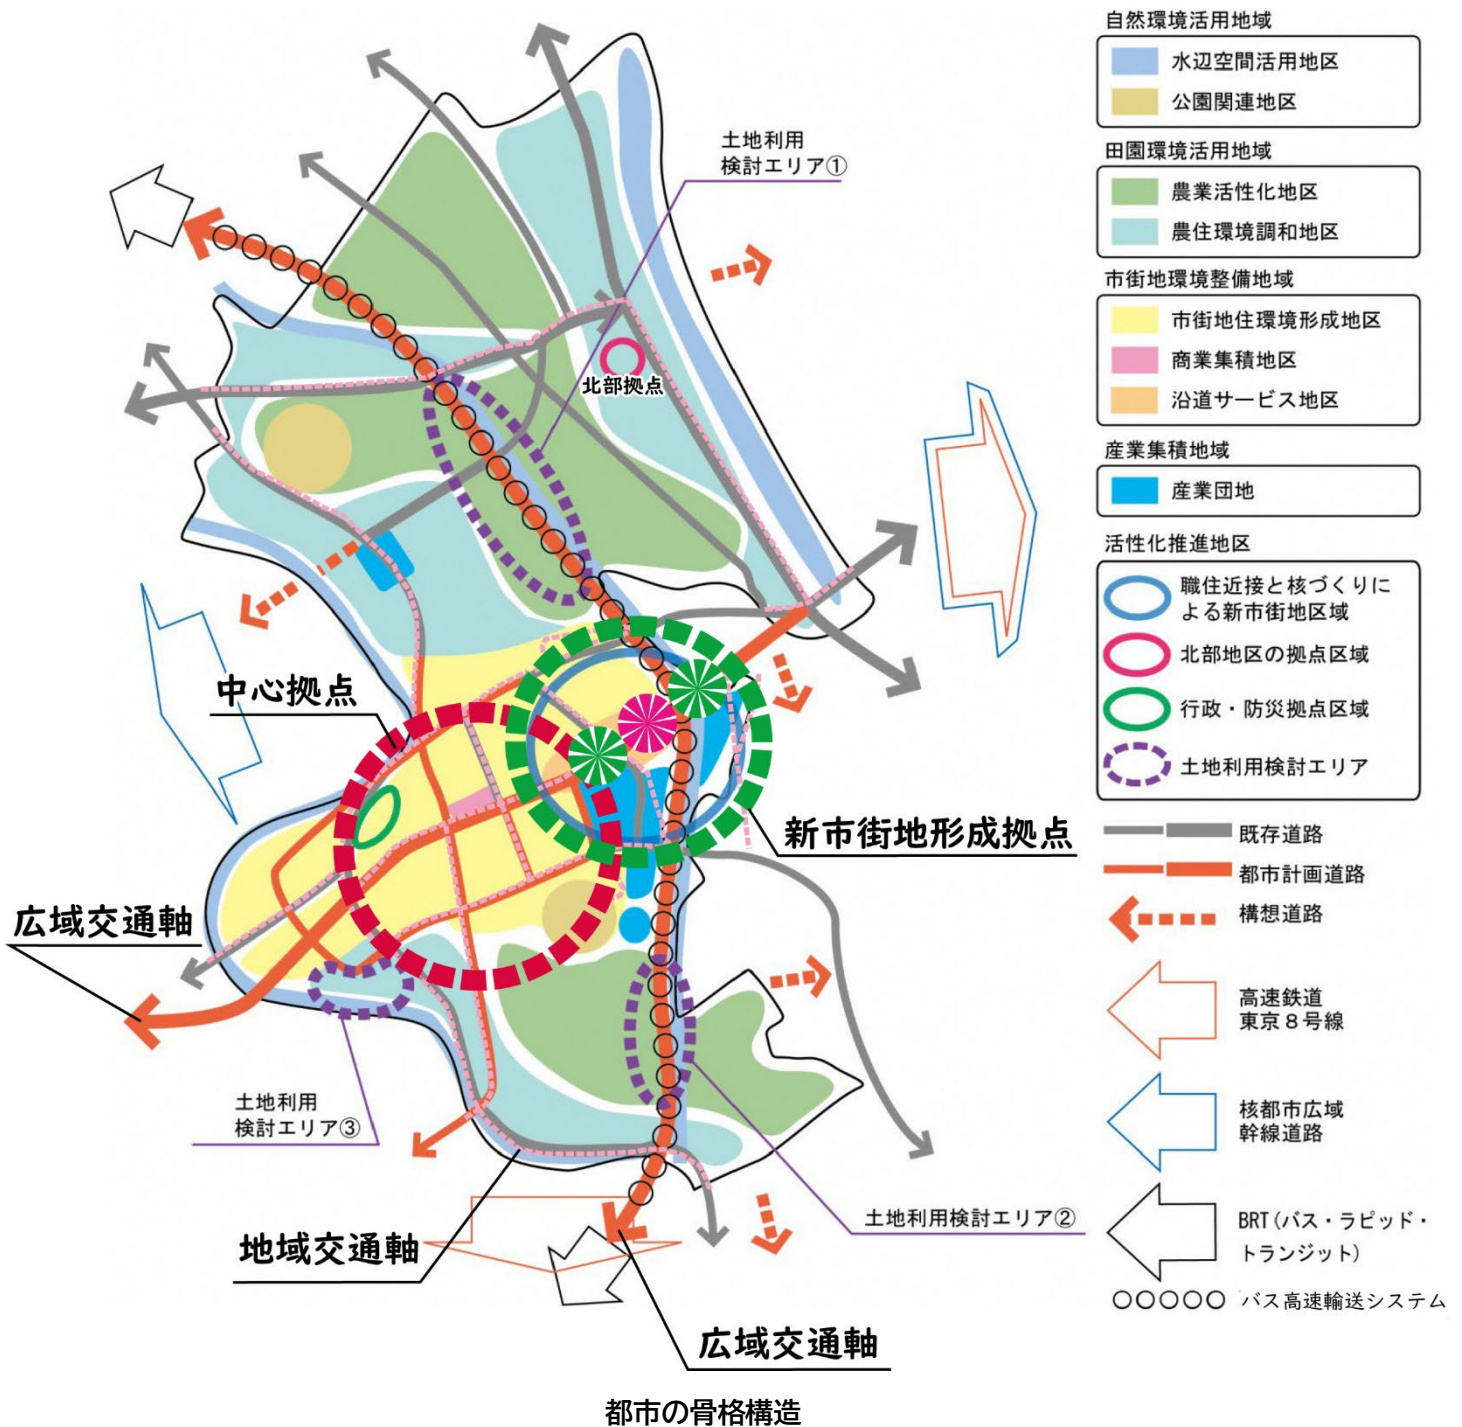 土地利用
検討エリア①
北部拠点
中心拠点
新市街地形成拠点
広域交通軸
土地利用
検討エリア③
地域交通軸
土地利用検討エリア②
広域交通軸
都市の骨格構造
自然環境活用地域
水辺空間活用地区
公園関連地区
田園環境活用地域
農業活性化地区
農住環境調和地区
市街地環境整備地域
市街地住環境形成地区
商業集積地区
沿道サービス地区
産業集積地域
産業団地
活性化推進地区
職住近接と核づくりに
よる新市街地区域
北部地区の拠点区域
行政・防災拠点区域
土地利用検討エリア
既存道路
都市計画道路
構想道路
高速鉄道
東京8号線
核都市広域
幹線道路
BRT(バス・ラピッド・
トランジット)
バス高速輸送システム